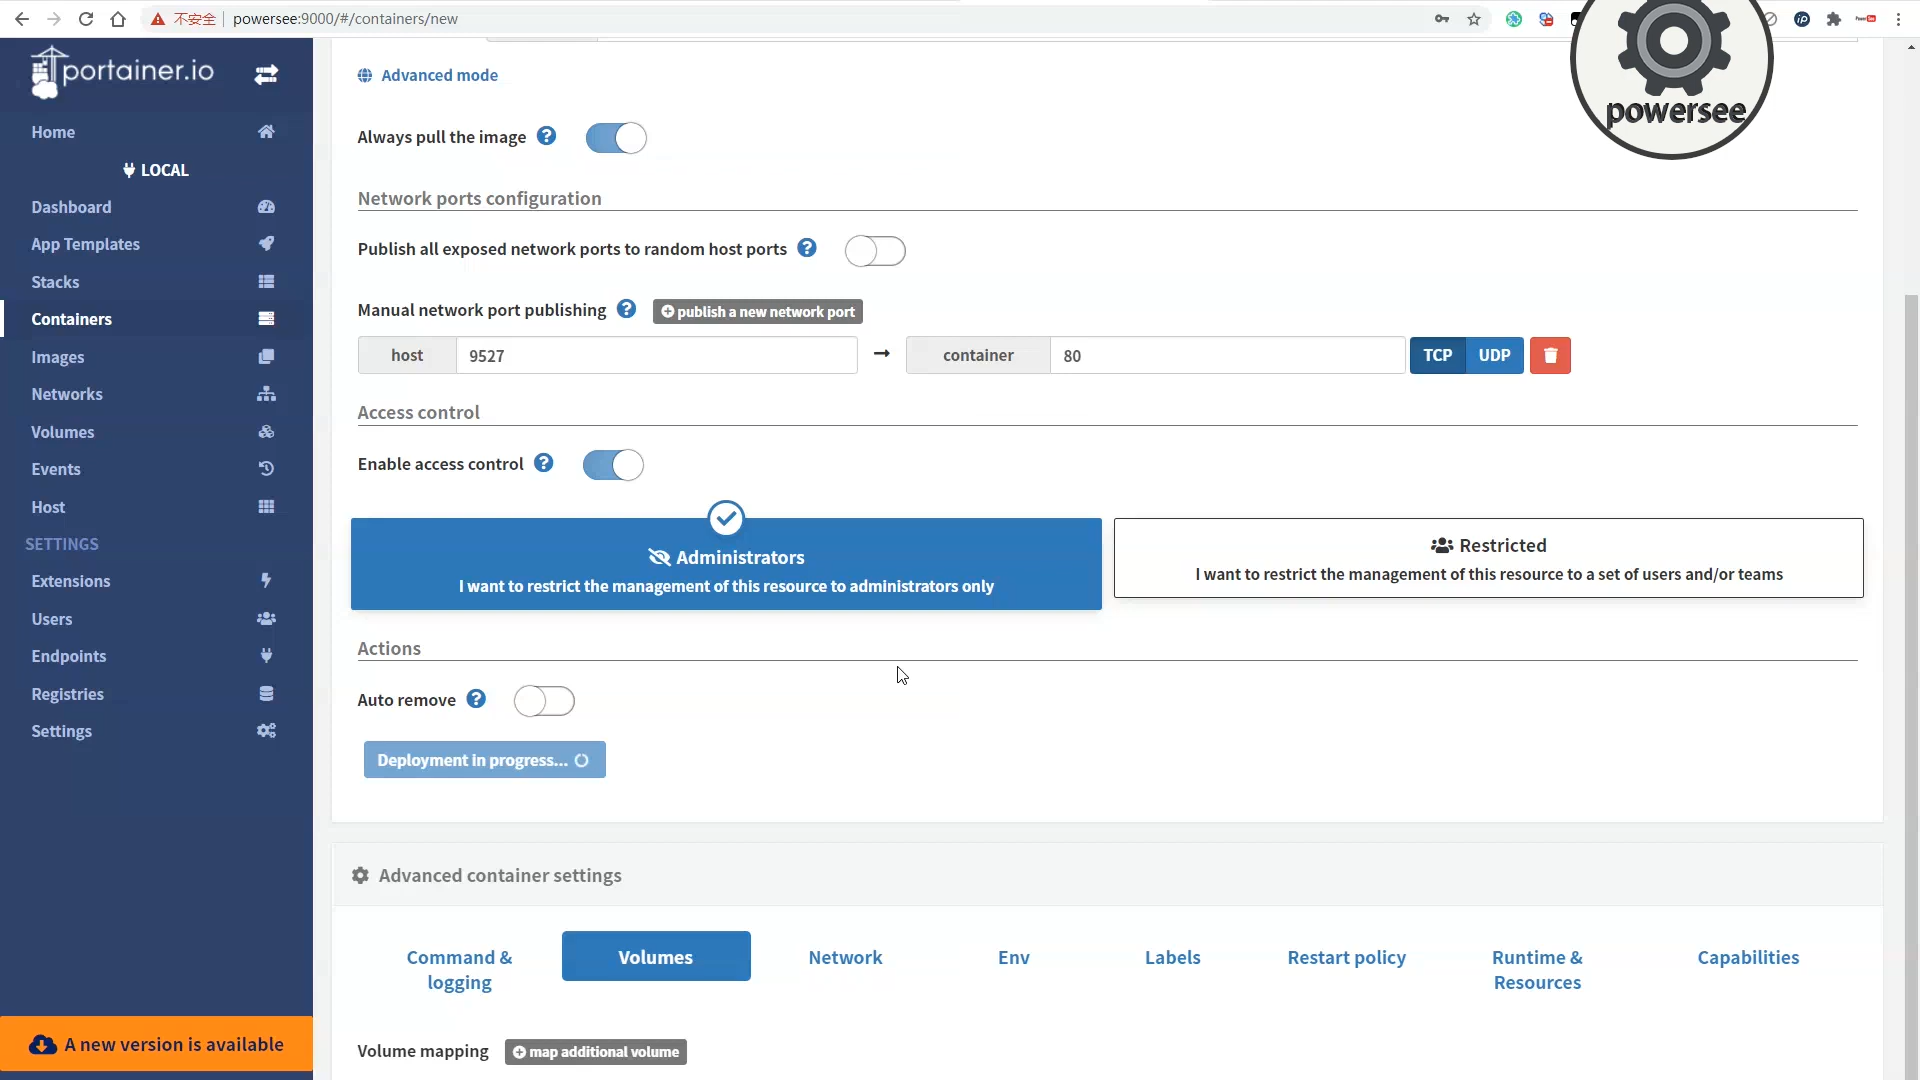 不安全
powersee:9000/#/containers/new
powersee
portainer.io
Home
LOCAL
Dashboard
App Templates
Stacks
Containers
Images
Networks
Volumes
Events
Host
SETTINGS
Extensions
Users
Endpoints
Registries
Settings
A new version is available
Advanced mode
Always pull the image
Network ports configuration
Publish all exposed network ports to random host ports
Manual network port publishing publish a new network port
host 9527 → container 80 TCP UDP
Access control
Enable access control
Administrators
I want to restrict the management of this resource to administrators only
Restricted
I want to restrict the management of this resource to a set of users and/or teams
Actions
Auto remove
Deployment in progress...
Advanced container settings
Command &
logging
Volumes
Network
Env
Labels
Restart policy
Runtime &
Resources
Capabilities
Volume mapping map additional volume